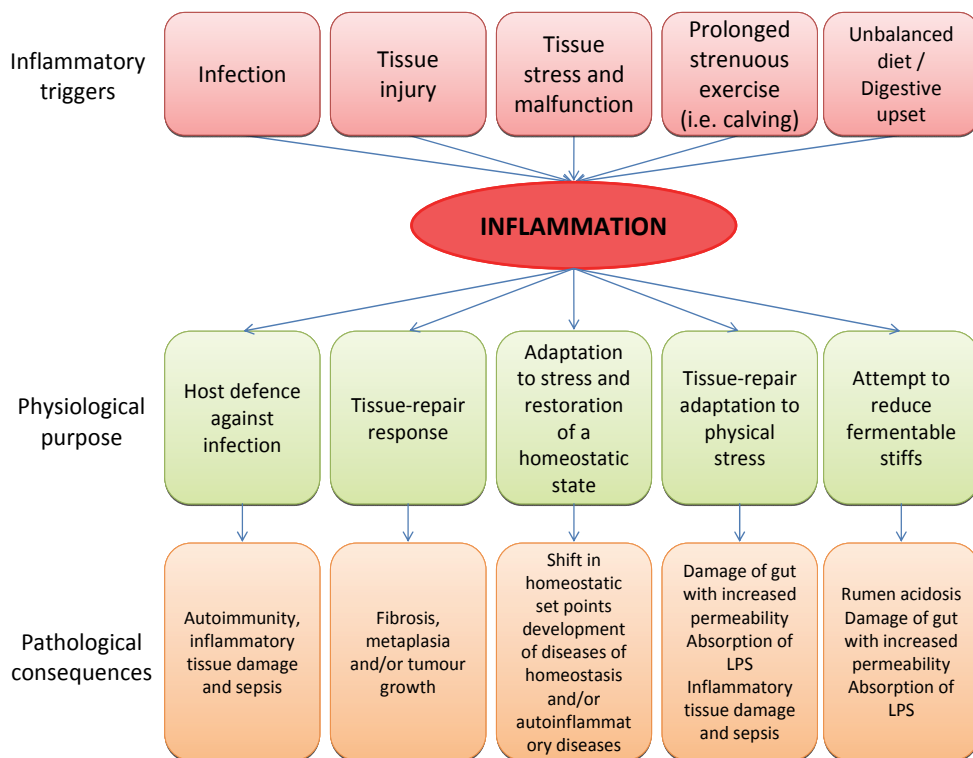 Inflammatory
triggers
Infection
Tissue
injury
Tissue
stress and
malfunction
Prolonged
strenuous
exercise
(i.e. calving)
Unbalanced
diet /
Digestive
upset
INFLAMMATION
Physiological
purpose
Host defence
against
infection
Tissue-repair
response
Adaptation
to stress and
restoration
of a
homeostatic
state
Tissue-repair
adaptation to
physical
stress
Attempt to
reduce
fermentable
stiffs
Pathological
consequences
Autoimmunity,
inflammatory
tissue damage
and sepsis
Fibrosis,
metaplasia
and/or tumour
growth
Shift in
homeostatic
set points
development
of diseases of
homeostasis
and/or
autoinflammat
ory diseases
Damage of gut
with increased
permeability
Absorption of
LPS
Inflammatory
tissue damage
and sepsis
Rumen acidosis
Damage of gut
with increased
permeability
Absorption of
LPS